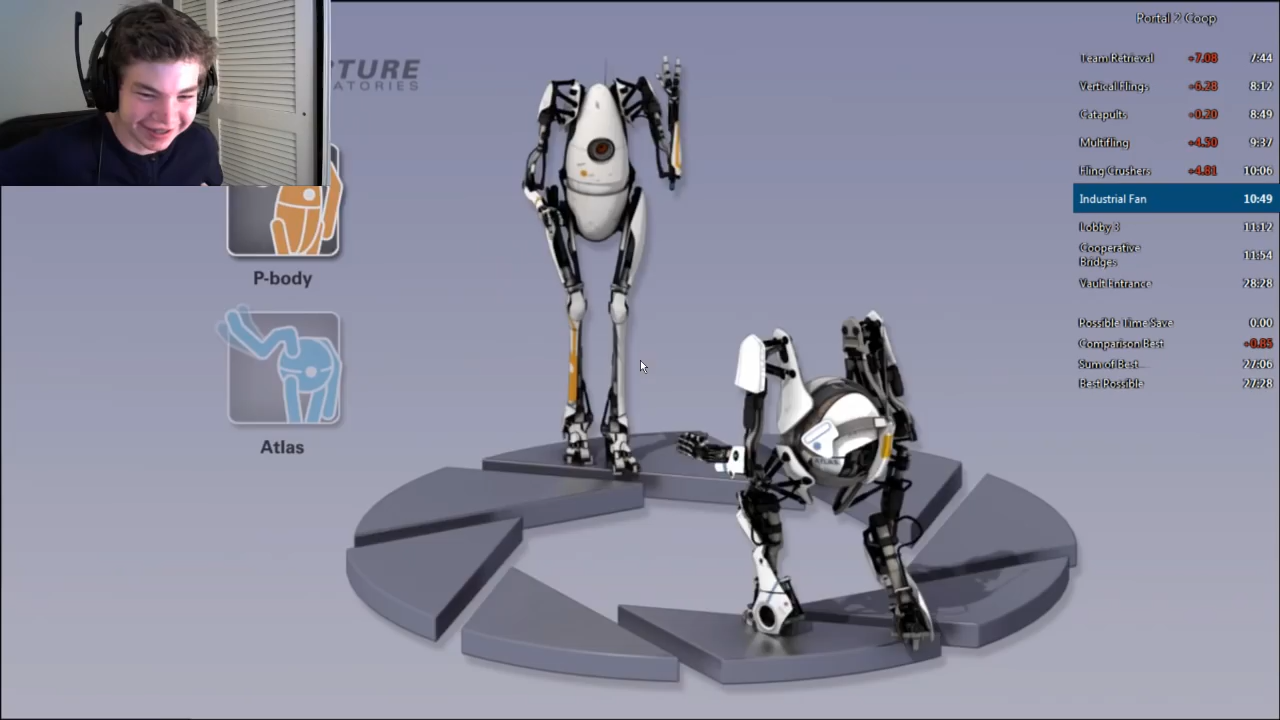 Portal 2 Coop
TURE
ATORIES
Team Retrieval +7.08 7:44
Vertical Flings +6.28 8:12
Catapults +0.20 8:49
Multifling +4.50 9:37
Fling Crushers +4.81 10:06
Industrial Fan 10:49
Lobby 3 11:12
Cooperative
Bridges 11:54
Vault Entrance 28:28
Possible Time Save 0:00
Comparison Best -0.85
Sum of Best... 27:06
Best Possible 27:28
P-body
Atlas
ATLAS